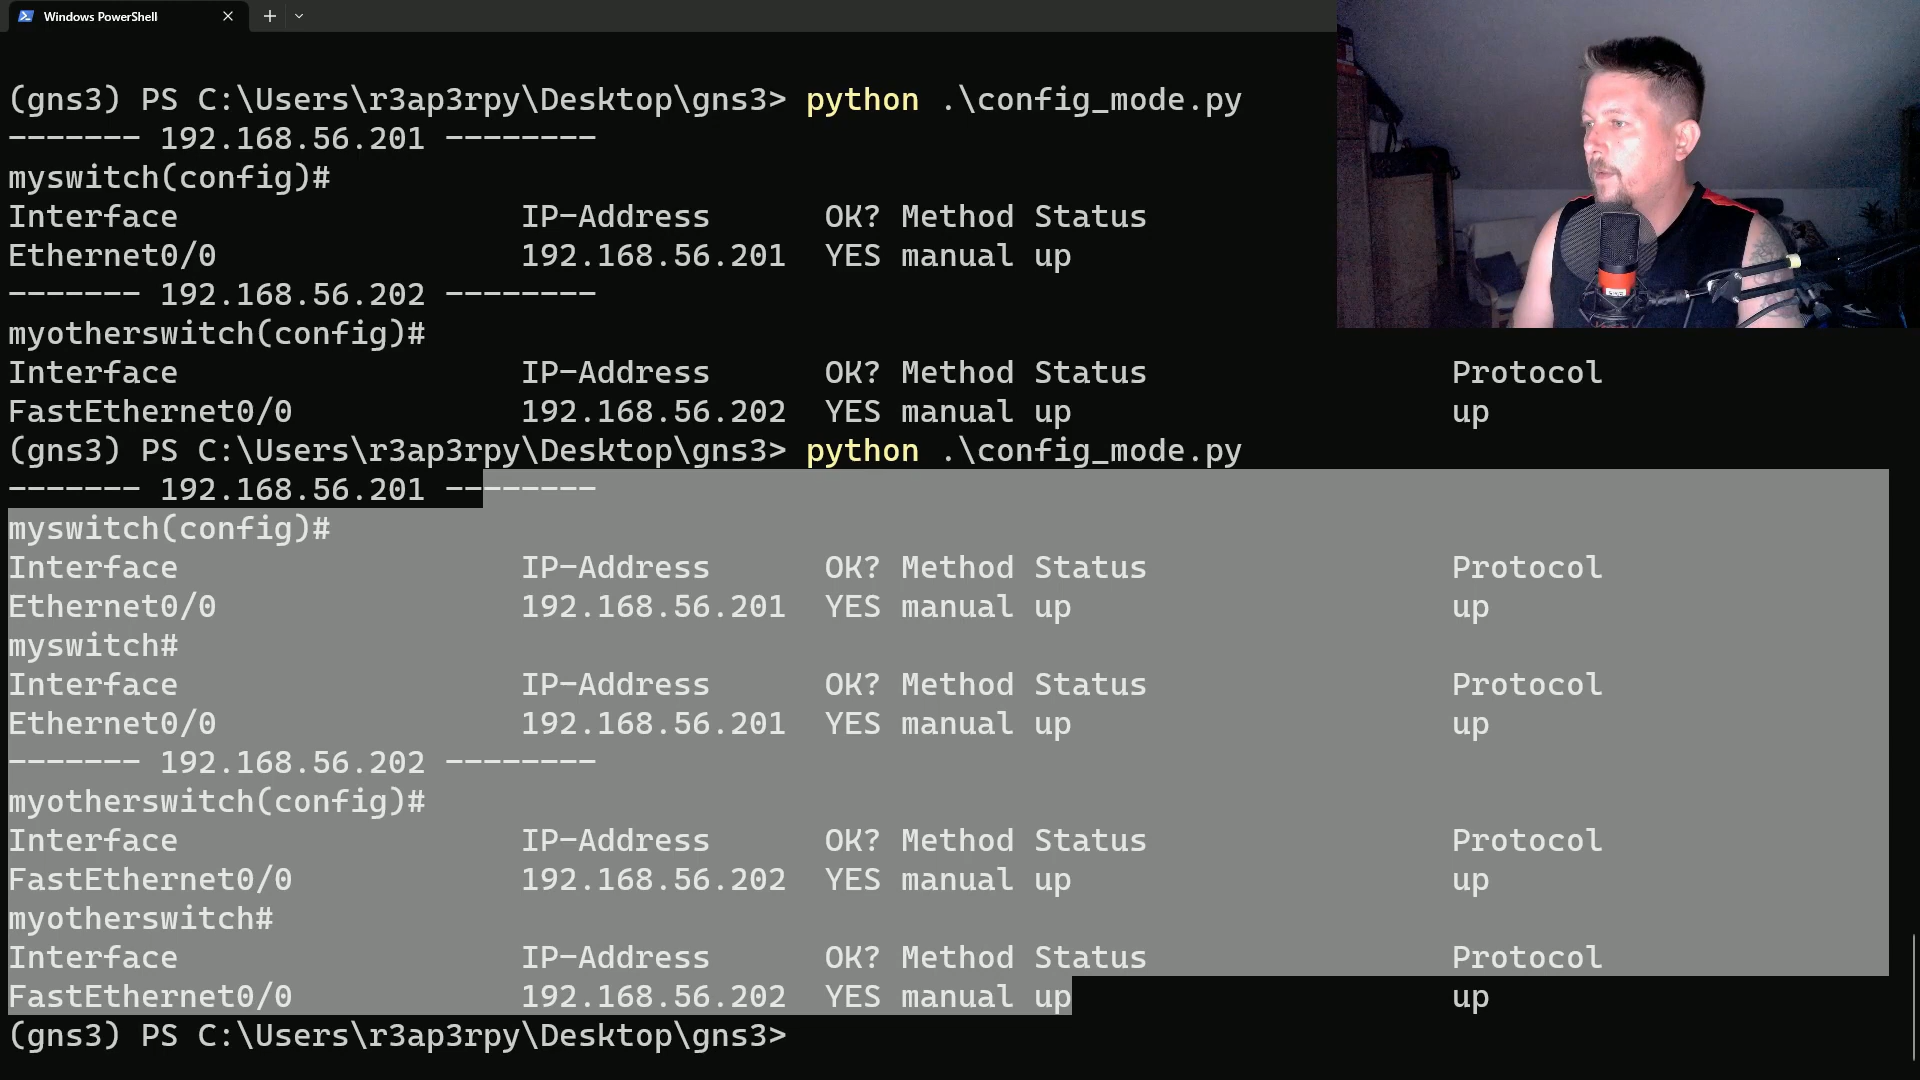 Windows PowerShell
(gns3) PS C:\Users\r3ap3rpy\Desktop\gns3> python .\config_mode.py
------- 192.168.56.201 --------
myswitch(config)#
Interface IP-Address OK? Method Status
Ethernet0/0 192.168.56.201 YES manual up
------- 192.168.56.202 --------
myotherswitch(config)#
Interface IP-Address OK? Method Status Protocol
FastEthernet0/0 192.168.56.202 YES manual up up
(gns3) PS C:\Users\r3ap3rpy\Desktop\gns3> python .\config_mode.py
------- 192.168.56.201 --------
myswitch(config)#
Interface IP-Address OK? Method Status Protocol
Ethernet0/0 192.168.56.201 YES manual up up
myswitch#
Interface IP-Address OK? Method Status Protocol
Ethernet0/0 192.168.56.201 YES manual up up
------- 192.168.56.202 --------
myotherswitch(config)#
Interface IP-Address OK? Method Status Protocol
FastEthernet0/0 192.168.56.202 YES manual up up
myotherswitch#
Interface IP-Address OK? Method Status Protocol
FastEthernet0/0 192.168.56.202 YES manual up up
(gns3) PS C:\Users\r3ap3rpy\Desktop\gns3>